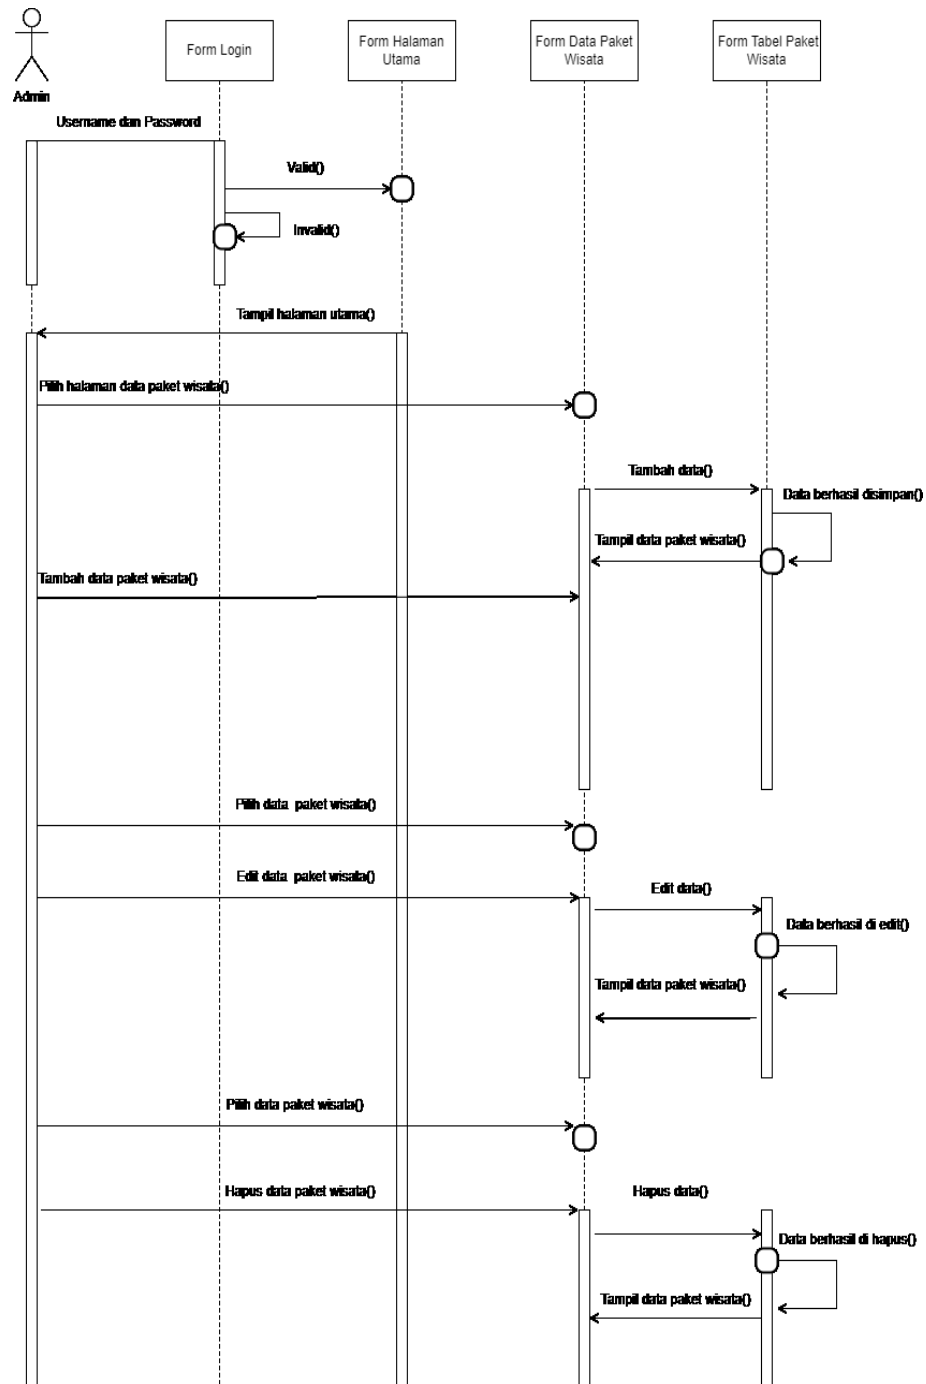 Form Login
Form Halaman
Utama
Form Data Paket
Wisata
Form Tabel Paket
Wisata
Admin
Username dan Password
Valid()
Invalid()
Tampil halaman utama()
Pilih halaman data paket wisata()
Tambah data()
Data berhasil disimpan()
Tampil data paket wisata()
Tambah data paket wisata()
Pilih data paket wisata()
Edit data paket wisata()
Edit data()
Data berhasil di edit()
Tampil data paket wisata()
Pilih data paket wisata()
Hapus data paket wisata()
Hapus data()
Data berhasil di hapus()
Tampil data paket wisata()